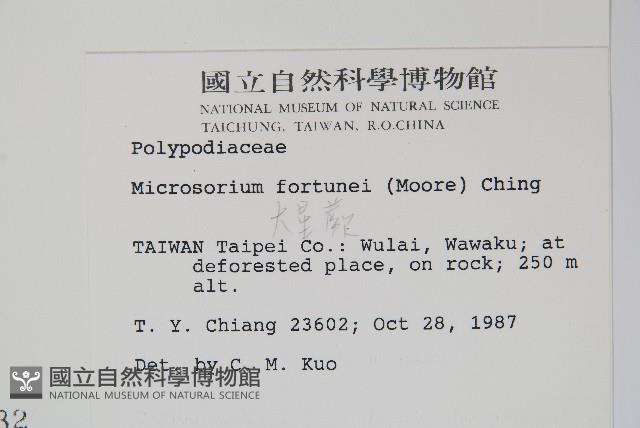 國立自然科學博物館
NATIONAL MUSEUM OF NATURAL SCIENCE
TAICHUNG, TAIWAN, R.O.CHINA
Polypodiaceae
Microsorium fortunei (Moore) Ching
大星蕨
TAIWAN Taipei Co.: Wulai, Wawaku; at
deforested place, on rock; 250 m
alt.
T. Y. Chiang 23602; Oct 28, 1987
Det. by C. M. Kuo
國立自然科學博物館
NATIONAL MUSEUM OF NATURAL SCIENCE
32